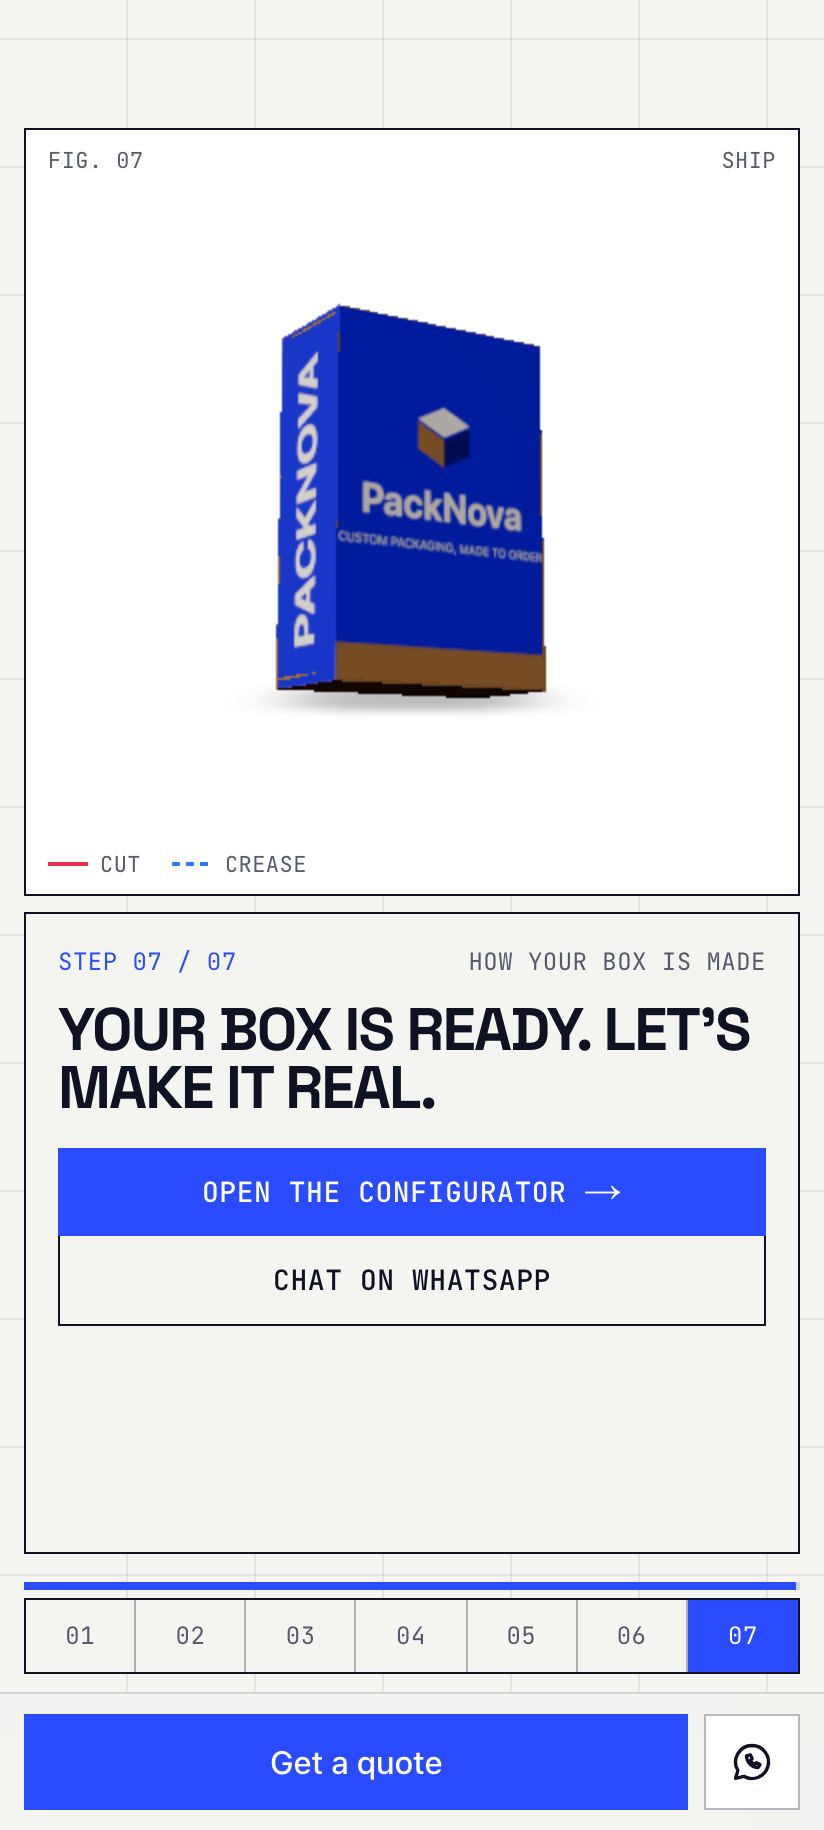 FIG. 07
SHIP
PACKNOVA
PackNova
CUSTOM PACKAGING, MADE TO ORDER
CUT
CREASE
STEP 07 / 07
HOW YOUR BOX IS MADE
YOUR BOX IS READY. LET’S
MAKE IT REAL.
OPEN THE CONFIGURATOR →
CHAT ON WHATSAPP
01 02 03 04 05 06 07
Get a quote